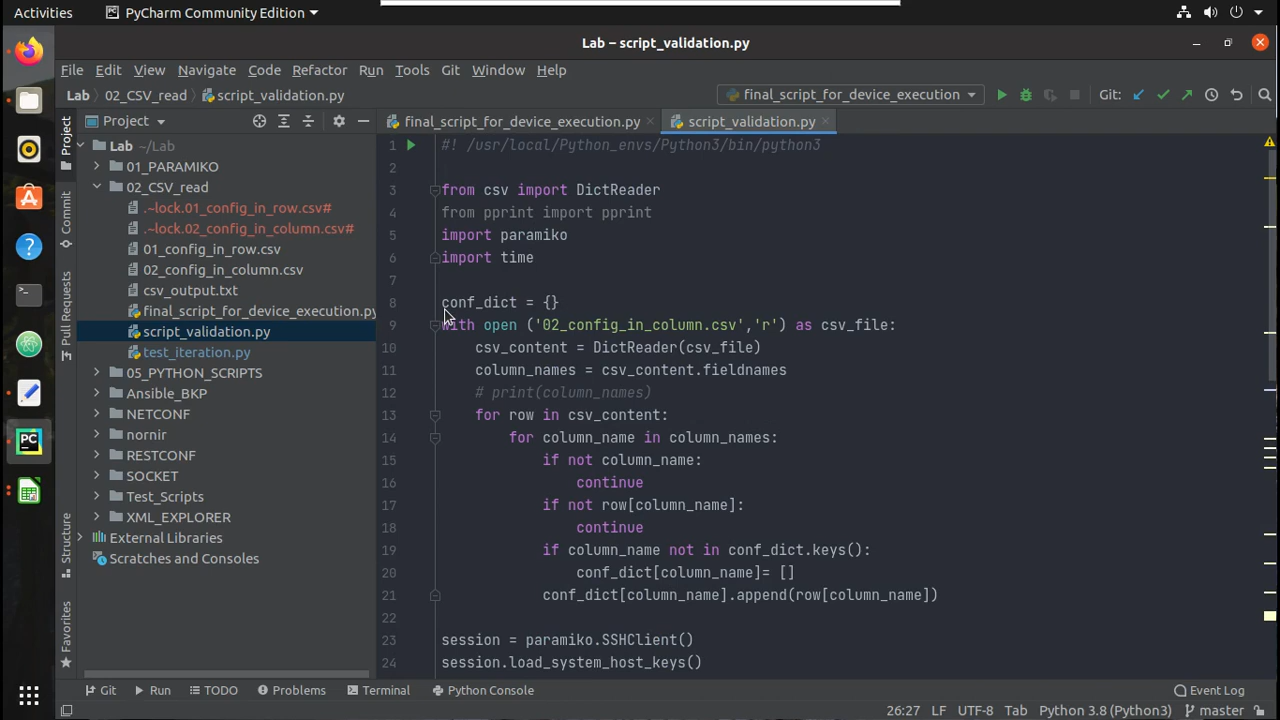 Activities PyCharm Community Edition
Lab – script_validation.py
File Edit View Navigate Code Refactor Run Tools Git Window Help
Lab 02_CSV_read script_validation.py final_script_for_device_execution Git:
Project final_script_for_device_execution.py script_validation.py
Project
Commit
Pull Requests
Structure
Favorites
Lab ~/Lab
01_PARAMIKO
02_CSV_read
.~lock.01_config_in_row.csv#
.~lock.02_config_in_column.csv#
01_config_in_row.csv
02_config_in_column.csv
csv_output.txt
final_script_for_device_execution.py
script_validation.py
test_iteration.py
05_PYTHON_SCRIPTS
Ansible_BKP
NETCONF
nornir
RESTCONF
SOCKET
Test_Scripts
XML_EXPLORER
External Libraries
Scratches and Consoles
1 #! /usr/local/Python_envs/Python3/bin/python3
2
3 from csv import DictReader
4 from pprint import pprint
5 import paramiko
6 import time
7
8 conf_dict = {}
9 with open ('02_config_in_column.csv','r') as csv_file:
10 csv_content = DictReader(csv_file)
11 column_names = csv_content.fieldnames
12 # print(column_names)
13 for row in csv_content:
14 for column_name in column_names:
15 if not column_name:
16 continue
17 if not row[column_name]:
18 continue
19 if column_name not in conf_dict.keys():
20 conf_dict[column_name]= []
21 conf_dict[column_name].append(row[column_name])
22
23 session = paramiko.SSHClient()
24 session.load_system_host_keys()
Git Run TODO Problems Terminal Python Console Event Log
26:27 LF UTF-8 Tab Python 3.8 (Python3) master